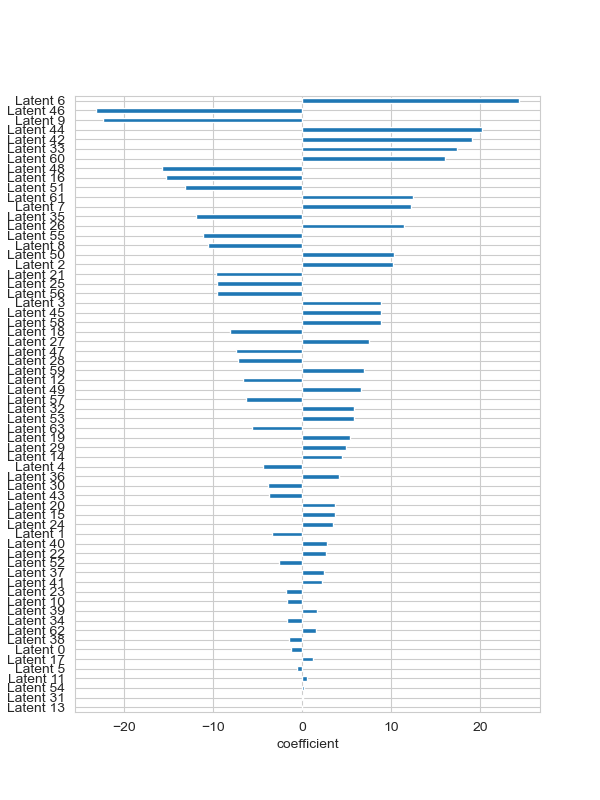 Latent 6
Latent 46
Latent 9
Latent 44
Latent 42
Latent 33
Latent 60
Latent 48
Latent 16
Latent 51
Latent 61
Latent 7
Latent 35
Latent 26
Latent 55
Latent 8
Latent 50
Latent 2
Latent 21
Latent 25
Latent 56
Latent 3
Latent 45
Latent 58
Latent 18
Latent 27
Latent 47
Latent 28
Latent 59
Latent 12
Latent 49
Latent 57
Latent 32
Latent 53
Latent 63
Latent 19
Latent 29
Latent 14
Latent 4
Latent 36
Latent 30
Latent 43
Latent 20
Latent 15
Latent 24
Latent 1
Latent 40
Latent 22
Latent 52
Latent 37
Latent 41
Latent 23
Latent 10
Latent 39
Latent 34
Latent 62
Latent 38
Latent 0
Latent 17
Latent 5
Latent 11
Latent 54
Latent 31
Latent 13
−20 −10 0 10 20
coefficient